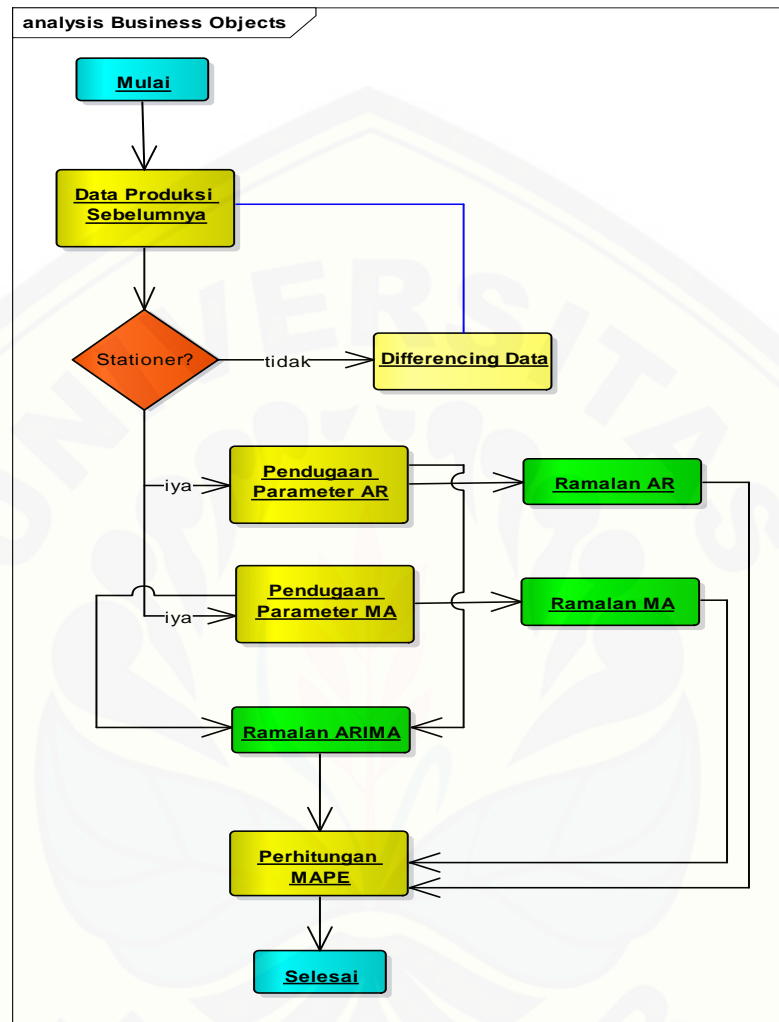 analysis Business Objects
Mulai
Data Produksi
Sebelumnya
Stationer?
tidak
Differencing Data
iya
Pendugaan
Parameter AR
Ramalan AR
iya
Pendugaan
Parameter MA
Ramalan MA
Ramalan ARIMA
Perhitungan
MAPE
Selesai
UNIVERSITAS